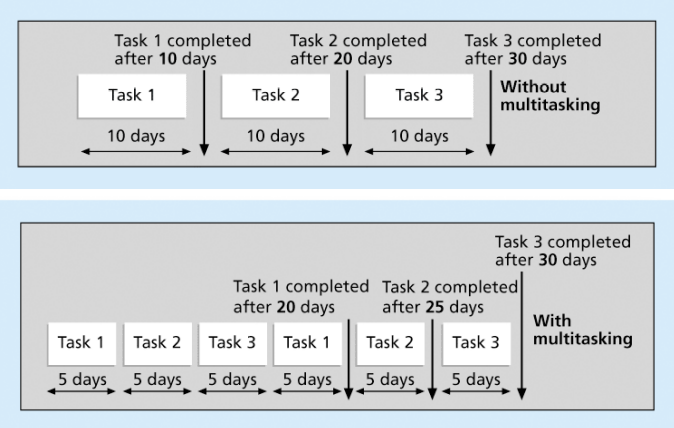 Task 1 completed
after 10 days
Task 2 completed
after 20 days
Task 3 completed
after 30 days
Task 1
Task 2
Task 3
Without
multitasking
10 days
10 days
10 days
Task 3 completed
after 30 days
Task 1 completed
after 20 days
Task 2 completed
after 25 days
With
multitasking
Task 1
Task 2
Task 3
Task 1
Task 2
Task 3
5 days
5 days
5 days
5 days
5 days
5 days